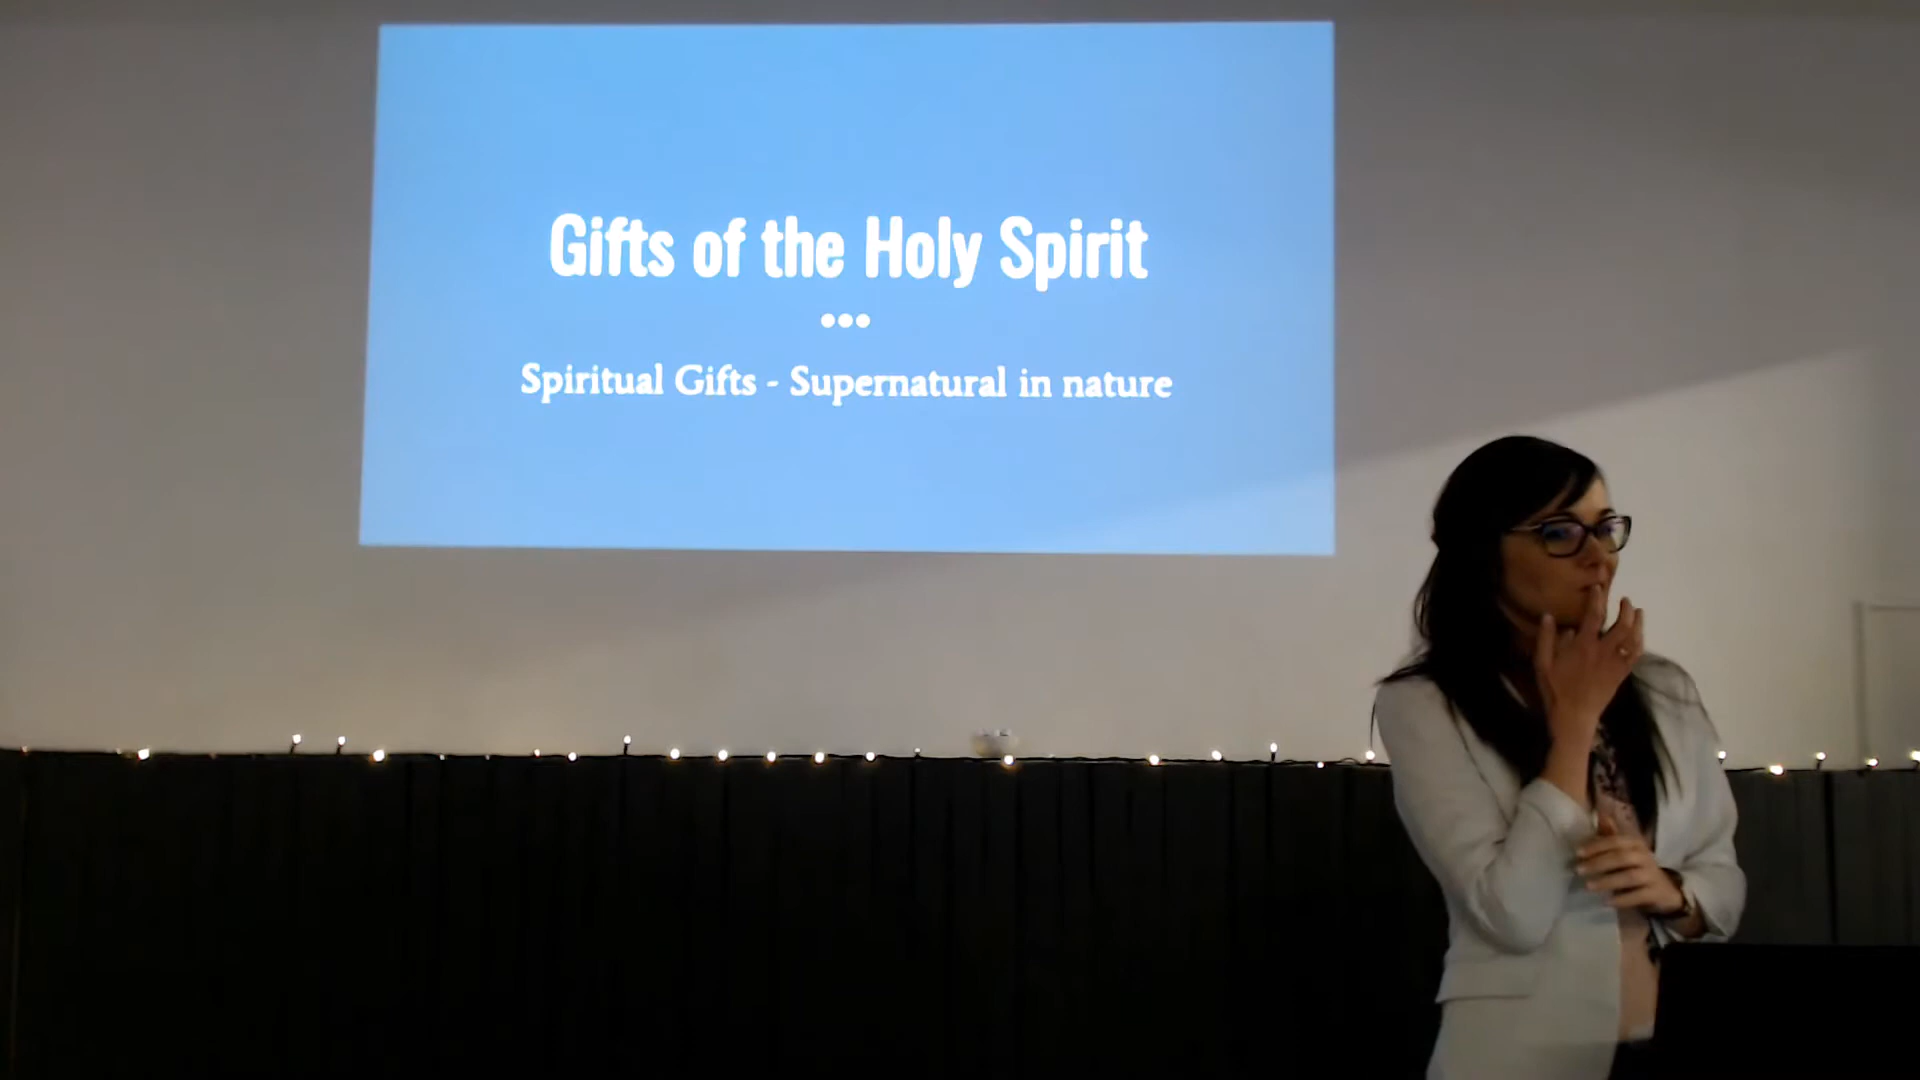 Gifts of the Holy Spirit
Spiritual Gifts - Supernatural in nature